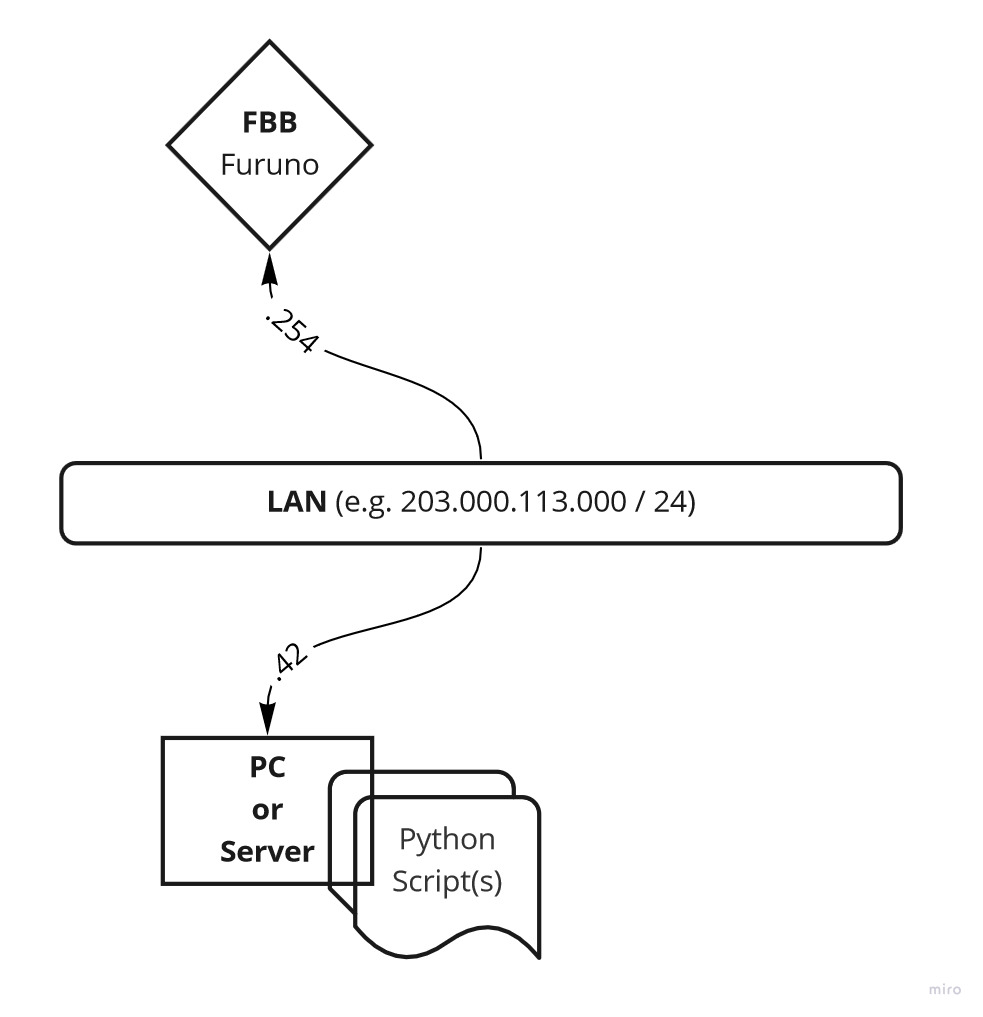 FBB
Furuno
.254
LAN (e.g. 203.000.113.000 / 24)
.42
PC
or
Server
Python
Script(s)
miro